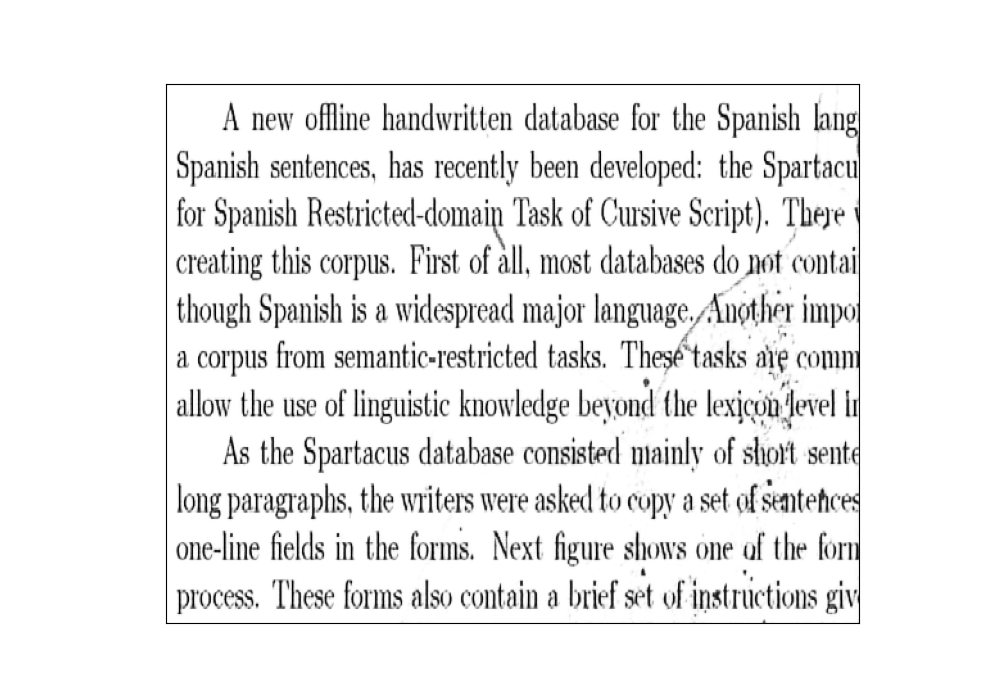 A new offline handwritten database for the Spanish lang
Spanish sentences, has recently been developed: the Spartacu
for Spanish Restricted-domain Task of Cursive Script). There
creating this corpus. First of all, most databases do not contai
though Spanish is a widespread major language. Another impor
a corpus from semantic-restricted tasks. These tasks are comm
allow the use of linguistic knowledge beyond the lexicon level in
As the Spartacus database consisted mainly of short sente
long paragraphs, the writers were asked to copy a set of sentences
one-line fields in the forms. Next figure shows one of the form
process. These forms also contain a brief set of instructions give